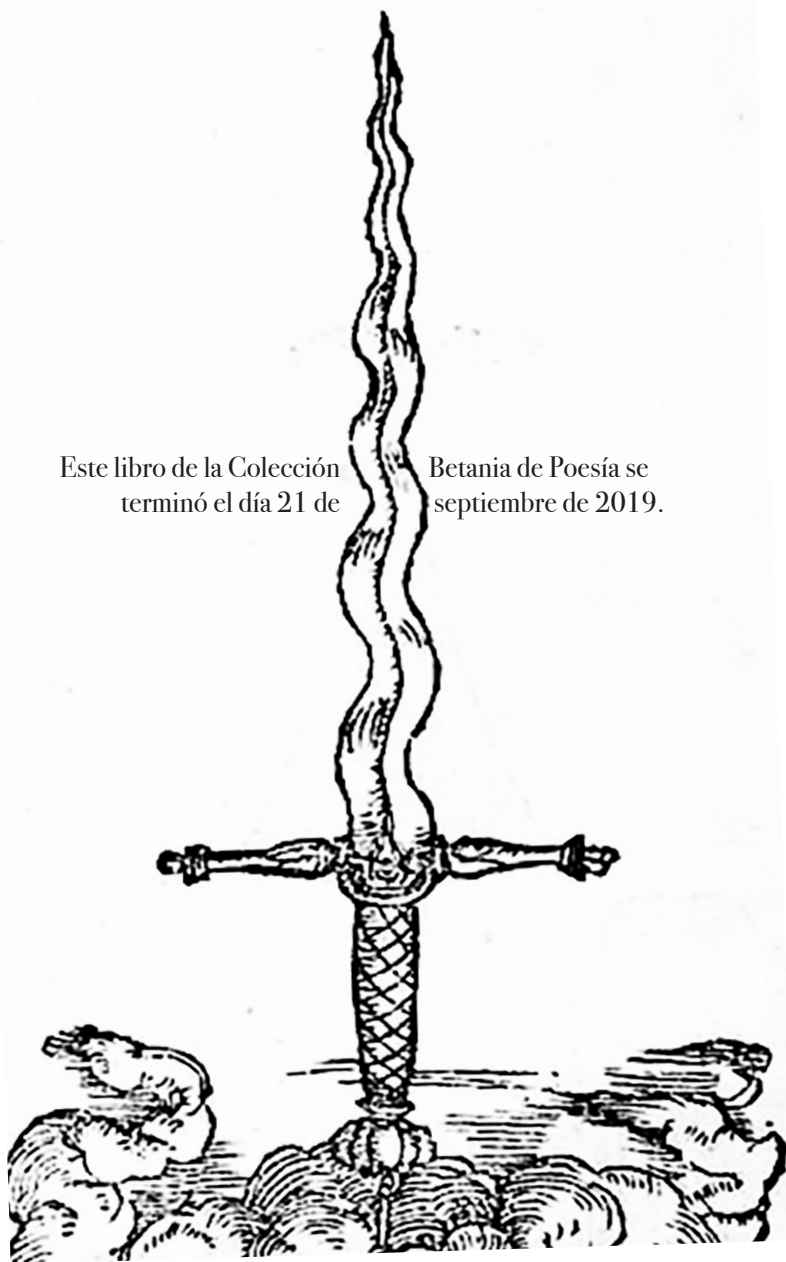 Este libro de la Colección Betania de Poesía se
terminó el día 21 de septiembre de 2019.